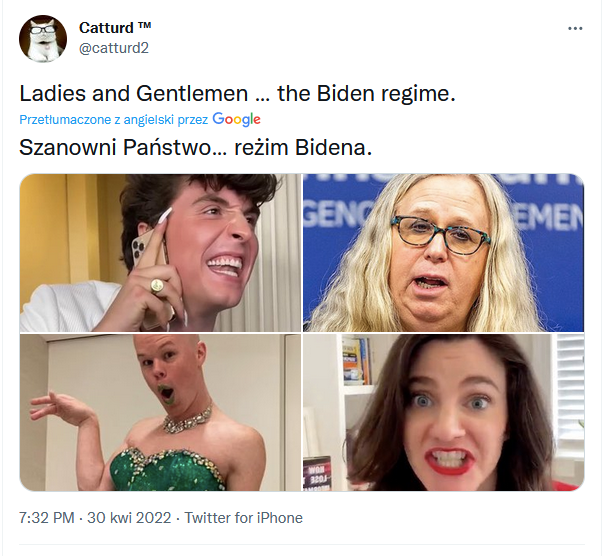 Catturd ™
@catturd2
Ladies and Gentlemen ... the Biden regime.
Przetłumaczone z angielski przez Google
Szanowni Państwo... reżim Bidena.
GENC
EMEN
7:32 PM · 30 kwi 2022 · Twitter for iPhone